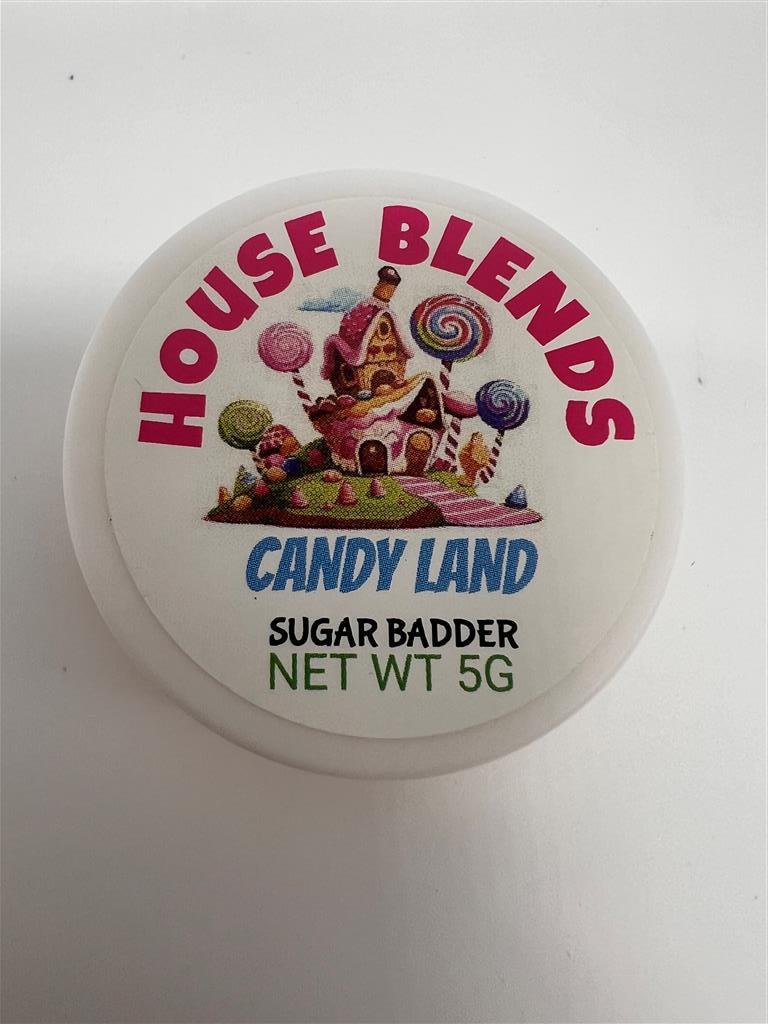 HOUSE BLENDS
CANDY LAND
SUGAR BADDER
NET WT 5G